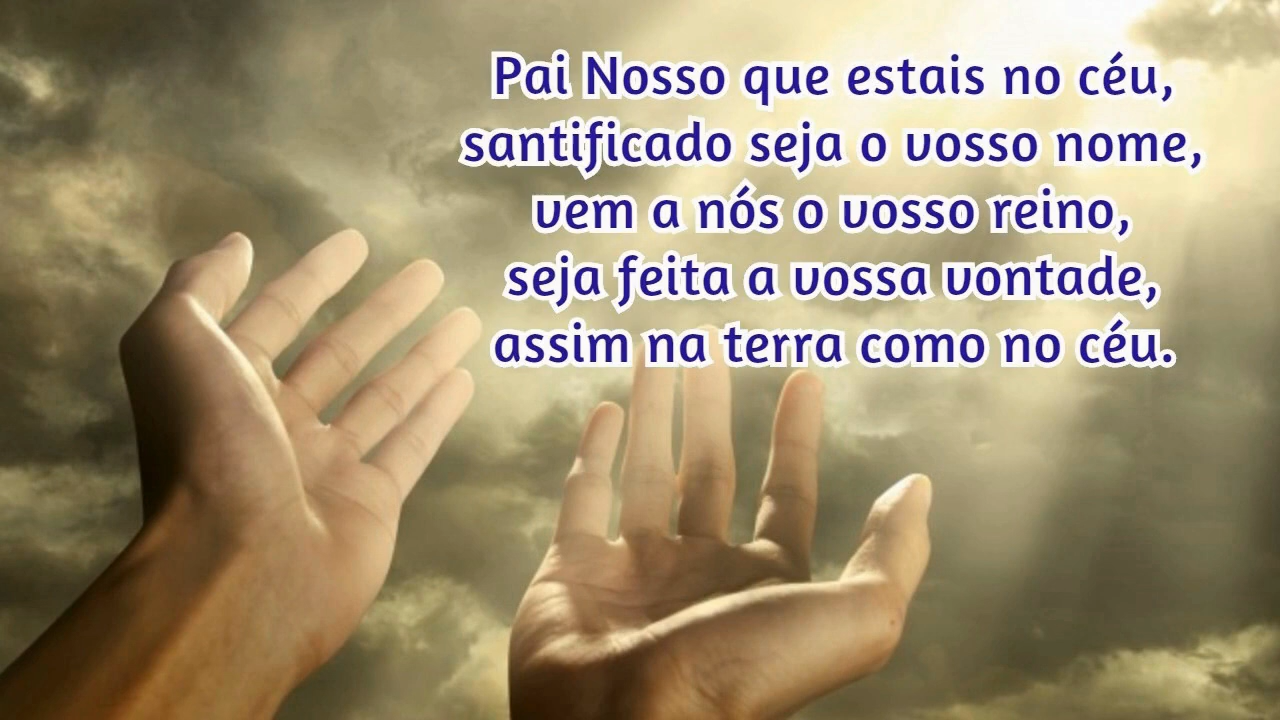 Pai Nosso que estais no céu,
santificado seja o vosso nome,
vem a nós o vosso reino,
seja feita a vossa vontade,
assim na terra como no céu.